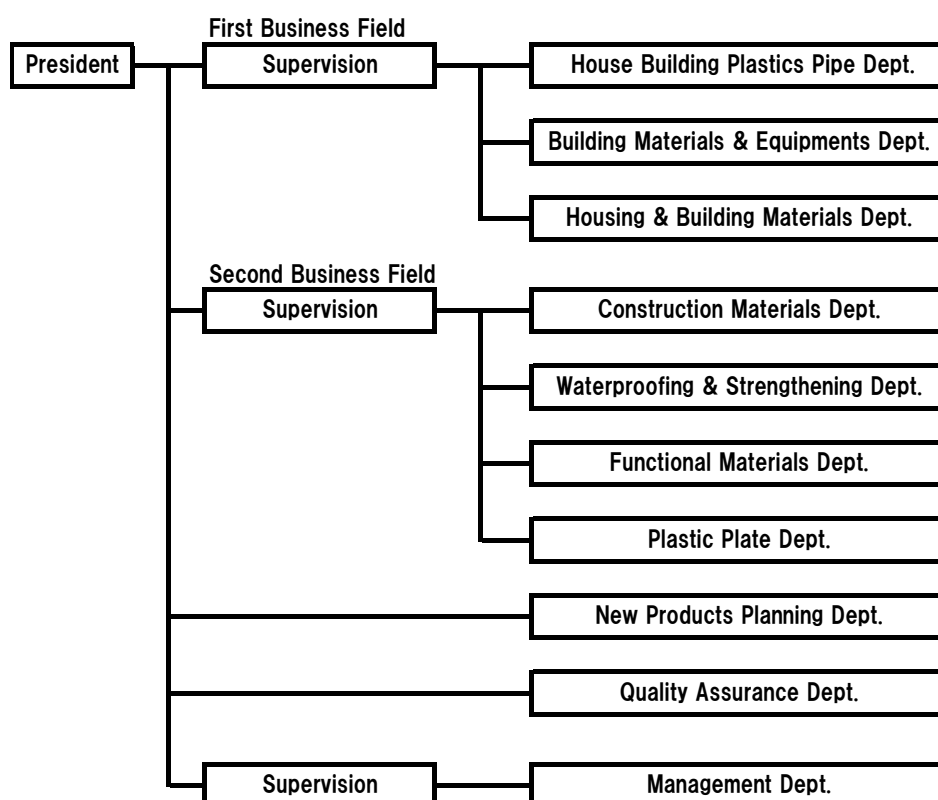 First Business Field
President
Supervision
House Building Plastics Pipe Dept.
Building Materials & Equipments Dept.
Housing & Building Materials Dept.
Second Business Field
Supervision
Construction Materials Dept.
Waterproofing & Strengthening Dept.
Functional Materials Dept.
Plastic Plate Dept.
New Products Planning Dept.
Quality Assurance Dept.
Supervision
Management Dept.